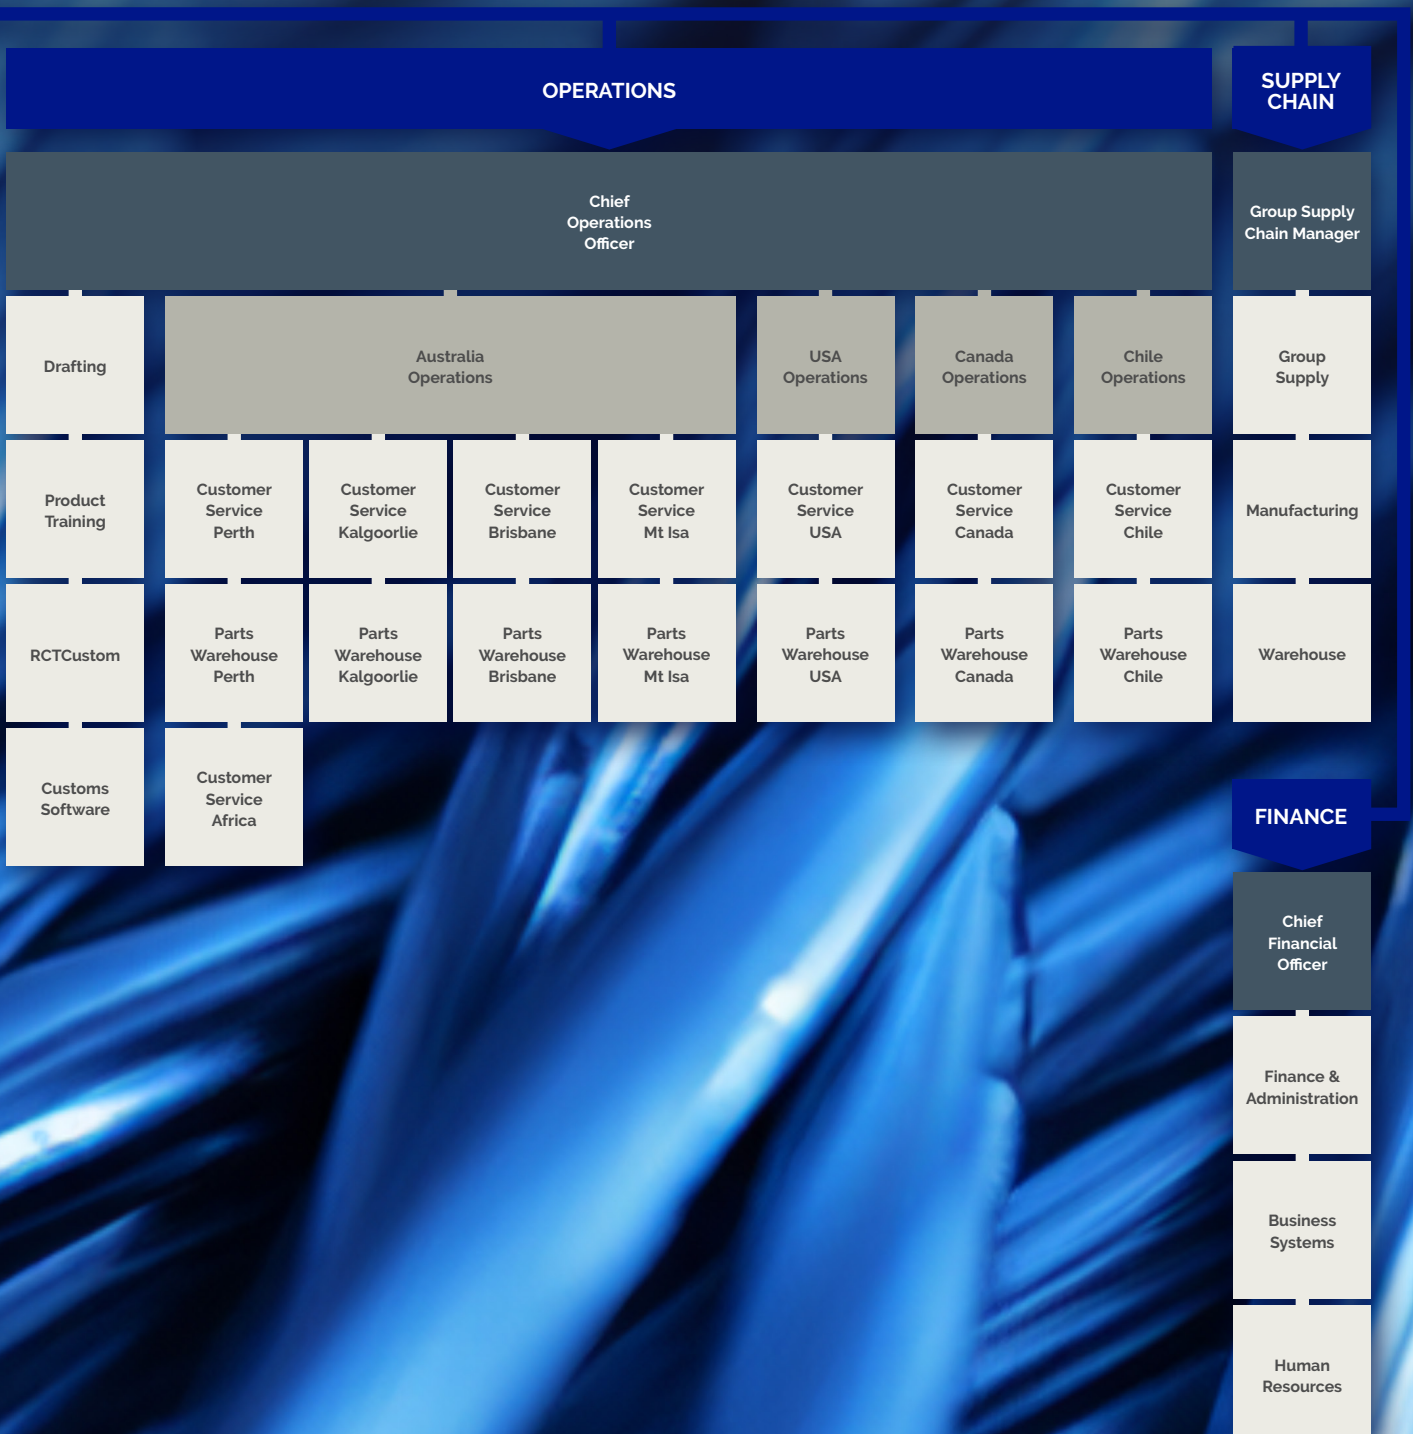 OPERATIONS
SUPPLY
CHAIN
Chief
Operations
Officer
Group Supply
Chain Manager
Drafting
Australia
Operations
USA
Operations
Canada
Operations
Chile
Operations
Group
Supply
Product
Training
Customer
Service
Perth
Customer
Service
Kalgoorlie
Customer
Service
Brisbane
Customer
Service
Mt Isa
Customer
Service
USA
Customer
Service
Canada
Customer
Service
Chile
Manufacturing
RCTCustom
Parts
Warehouse
Perth
Parts
Warehouse
Kalgoorlie
Parts
Warehouse
Brisbane
Parts
Warehouse
Mt Isa
Parts
Warehouse
USA
Parts
Warehouse
Canada
Parts
Warehouse
Chile
Warehouse
Customs
Software
Customer
Service
Africa
FINANCE
Chief
Financial
Officer
Finance &
Administration
Business
Systems
Human
Resources